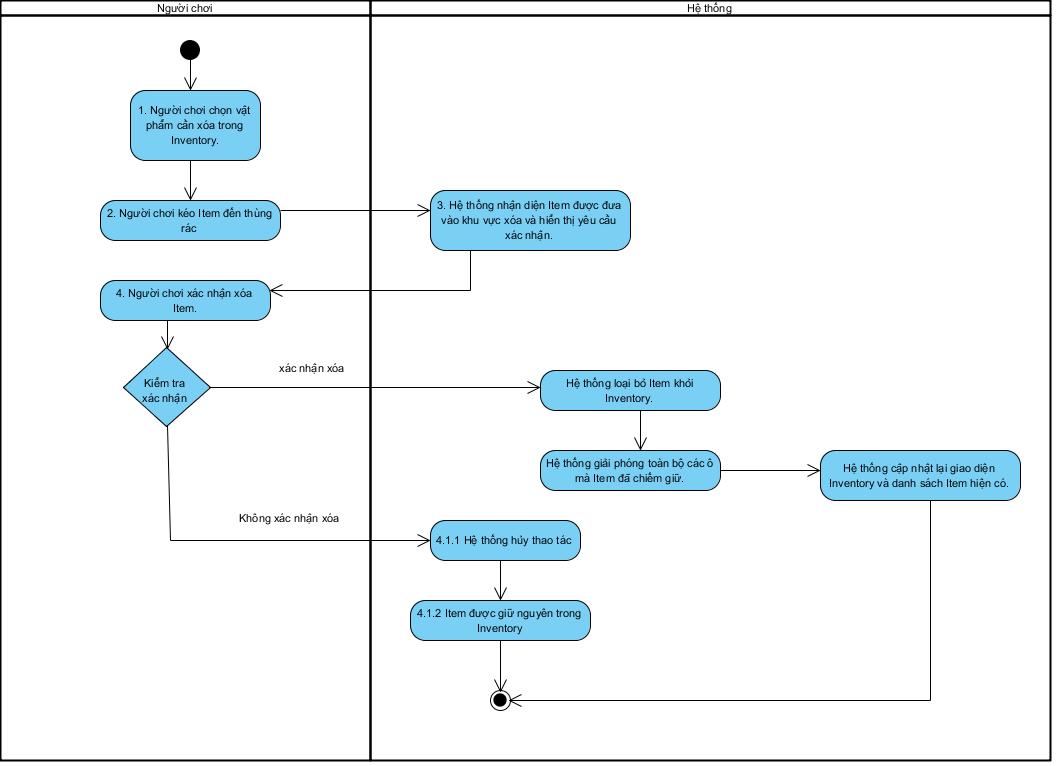 Người chơi
Hệ thống
1. Người chơi chọn vật
phẩm cần xóa trong
Inventory.
2. Người chơi kéo Item đến thùng
rác
3. Hệ thống nhận diện Item được đưa
vào khu vực xóa và hiển thị yêu cầu
xác nhận.
4. Người chơi xác nhận xóa
Item.
Kiểm tra
xác nhận
xác nhận xóa
Hệ thống loại bỏ Item khỏi
Inventory.
Hệ thống giải phóng toàn bộ các ô
mà Item đã chiếm giữ.
Hệ thống cập nhật lại giao diện
Inventory và danh sách Item hiện có.
Không xác nhận xóa
4.1.1 Hệ thống hủy thao tác
4.1.2 Item được giữ nguyên trong
Inventory